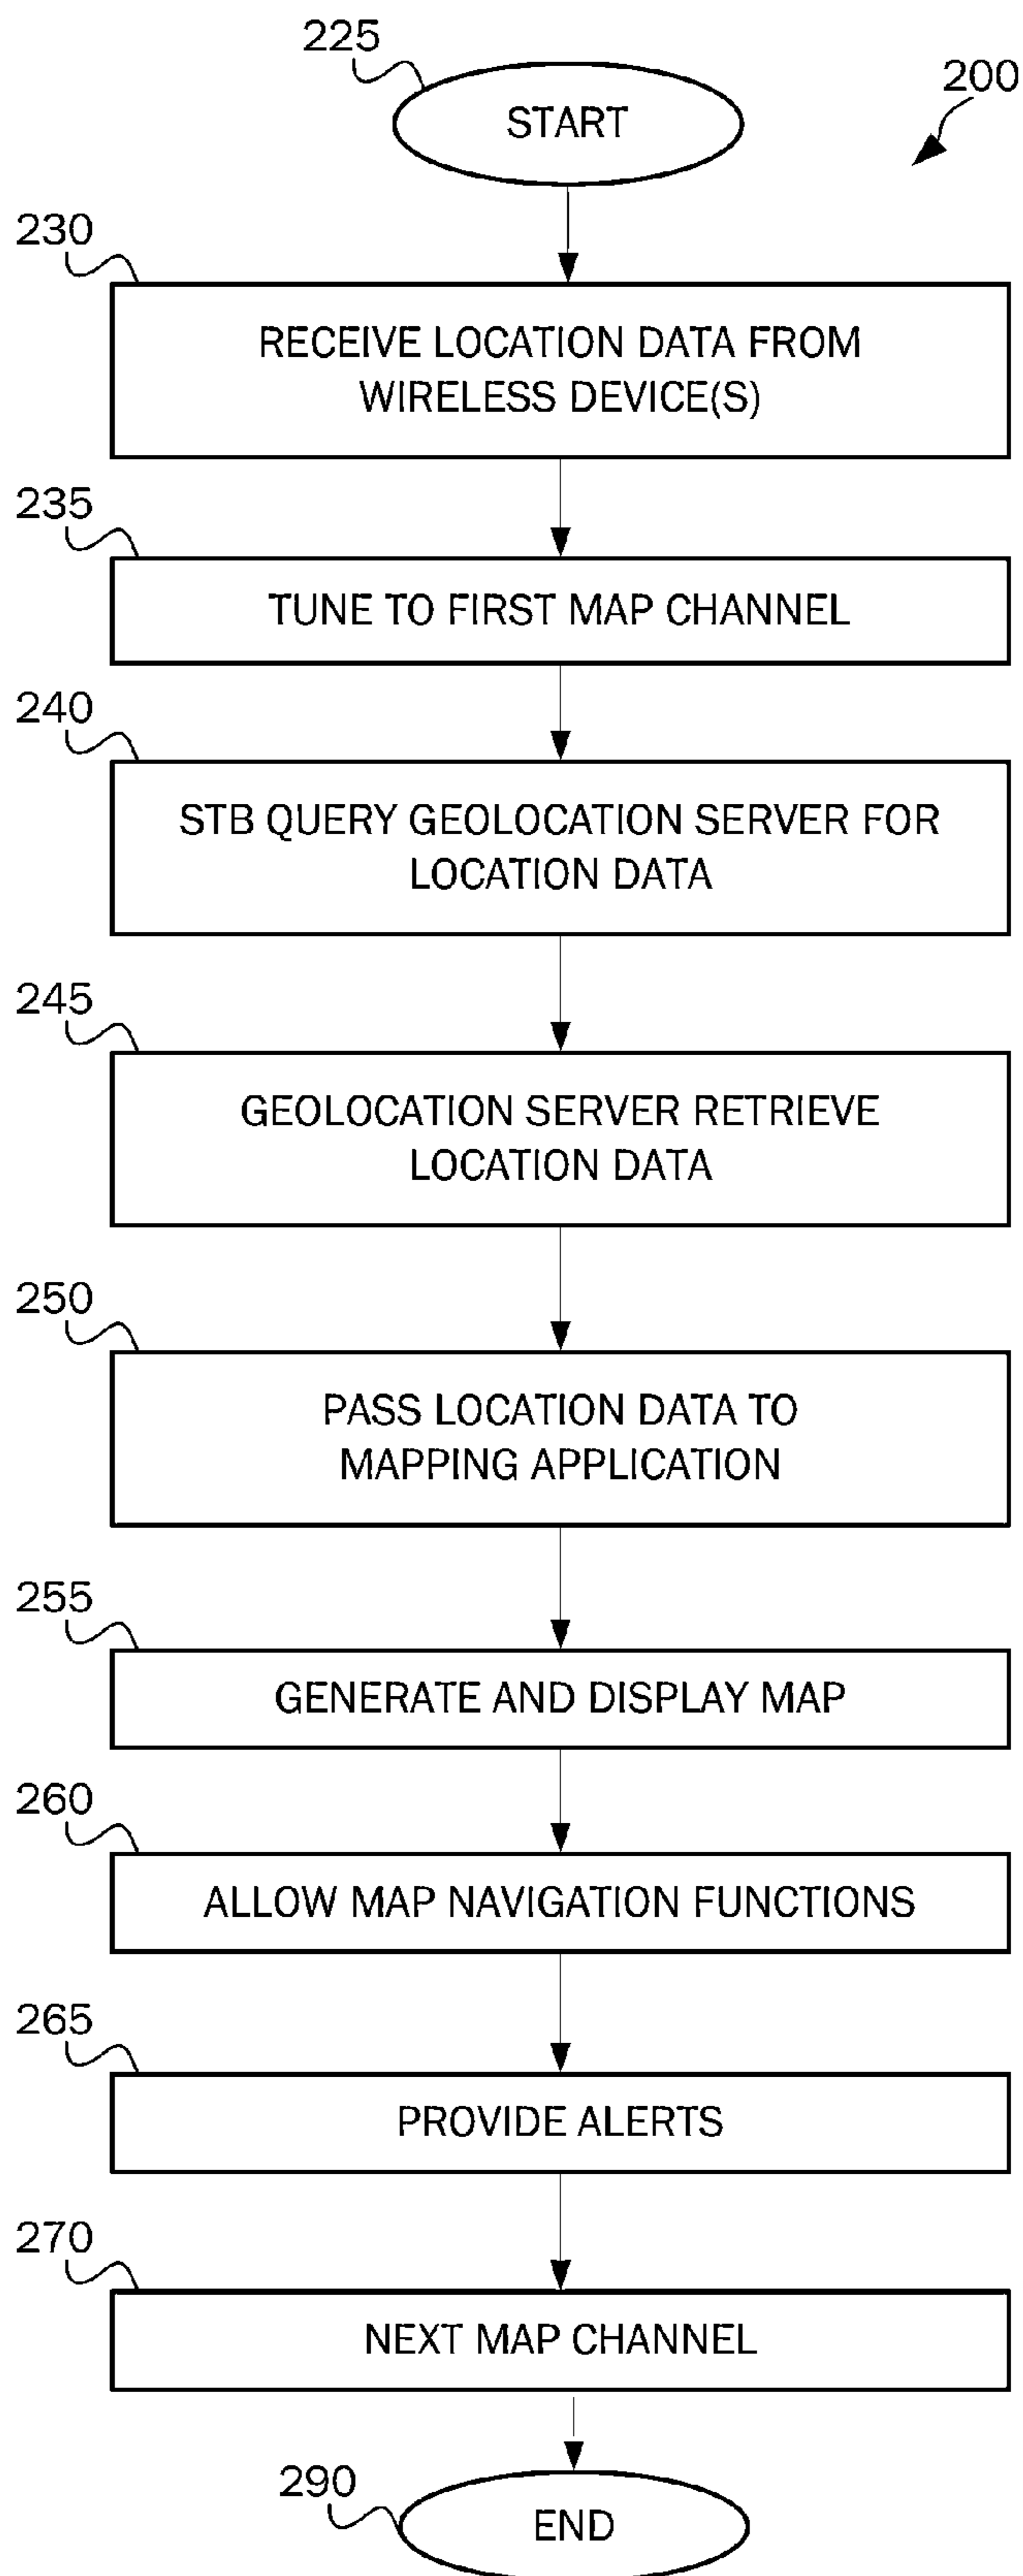 225
START
200
230
RECEIVE LOCATION DATA FROM
WIRELESS DEVICE(S)
235
TUNE TO FIRST MAP CHANNEL
240
STB QUERY GEOLOCATION SERVER FOR
LOCATION DATA
245
GEOLOCATION SERVER RETRIEVE
LOCATION DATA
250
PASS LOCATION DATA TO
MAPPING APPLICATION
255
GENERATE AND DISPLAY MAP
260
ALLOW MAP NAVIGATION FUNCTIONS
265
PROVIDE ALERTS
270
NEXT MAP CHANNEL
290
END